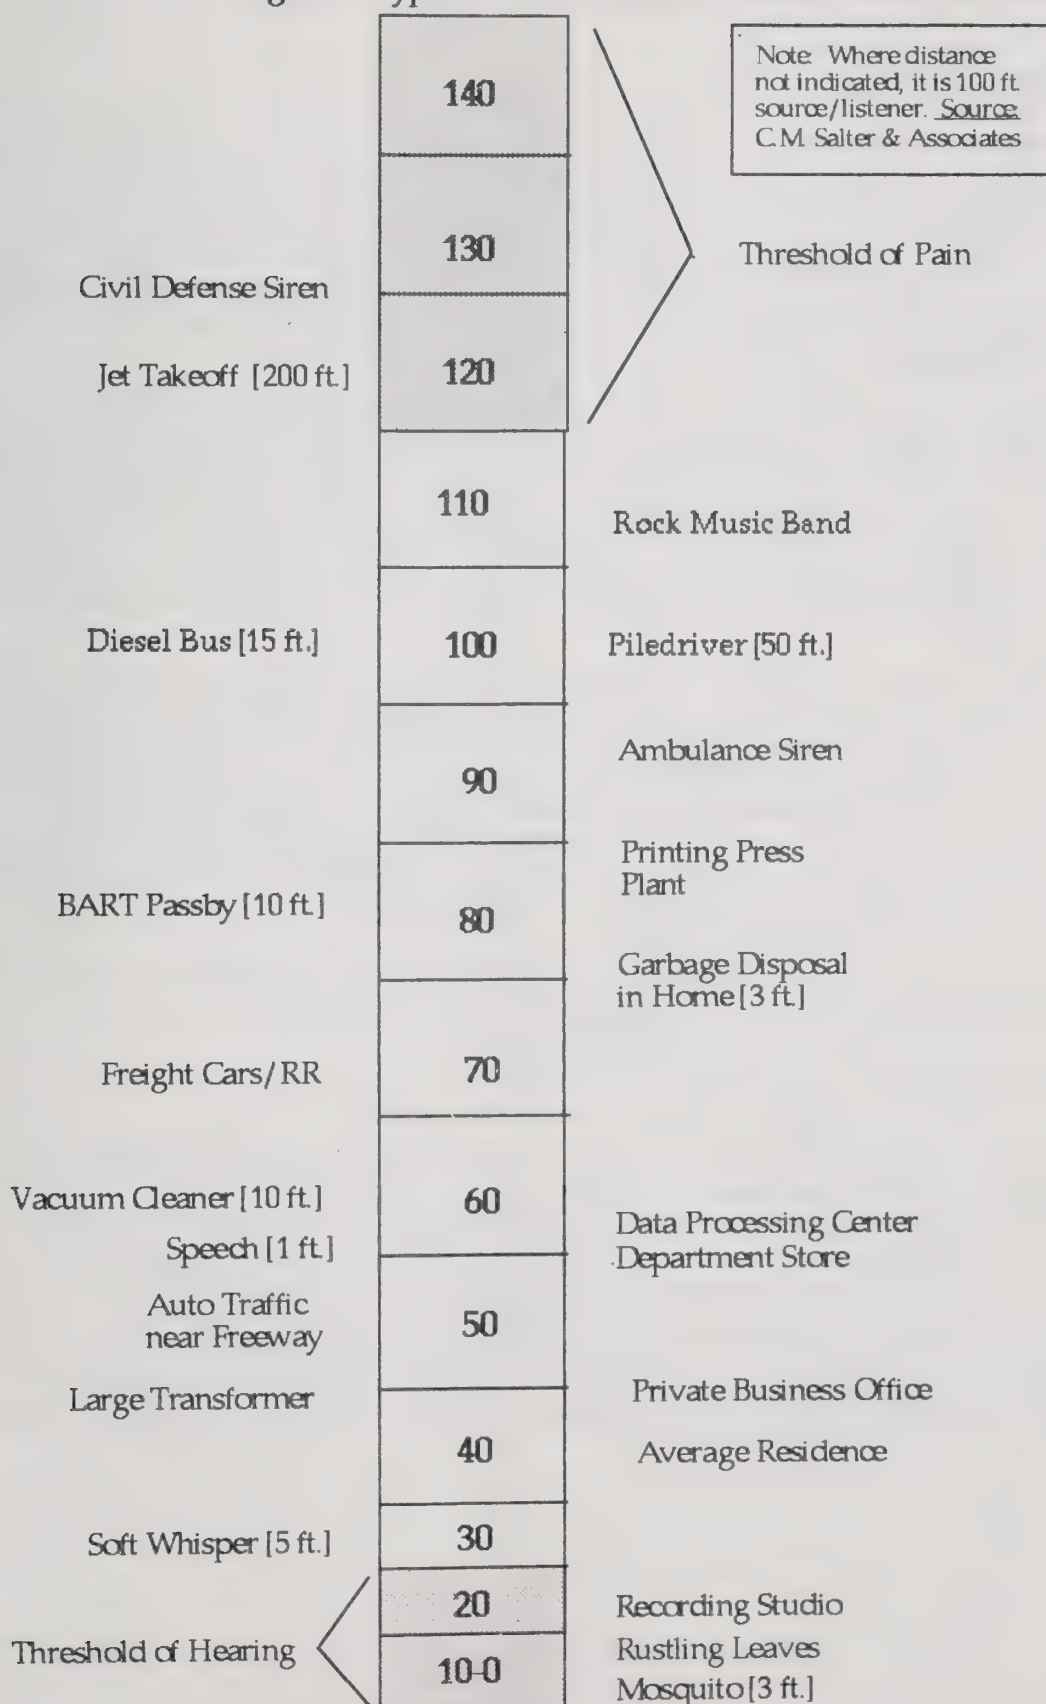 140
Note: Where distance
not indicated, it is 100 ft.
source/listener. Source:
C.M. Salter & Associates
130
Threshold of Pain
Civil Defense Siren
Jet Takeoff [200 ft.]
120
110
Rock Music Band
Diesel Bus [15 ft.]
100
Piledriver [50 ft.]
Ambulance Siren
90
Printing Press
Plant
BART Passby [10 ft.]
80
Garbage Disposal
in Home [3 ft.]
Freight Cars/RR
70
Vacuum Cleaner [10 ft.]
60
Data Processing Center
Department Store
Speech [1 ft.]
Auto Traffic
near Freeway
50
Large Transformer
Private Business Office
40
Average Residence
Soft Whisper [5 ft.]
30
20
Recording Studio
Threshold of Hearing
Rustling Leaves
10-0
Mosquito [3 ft.]